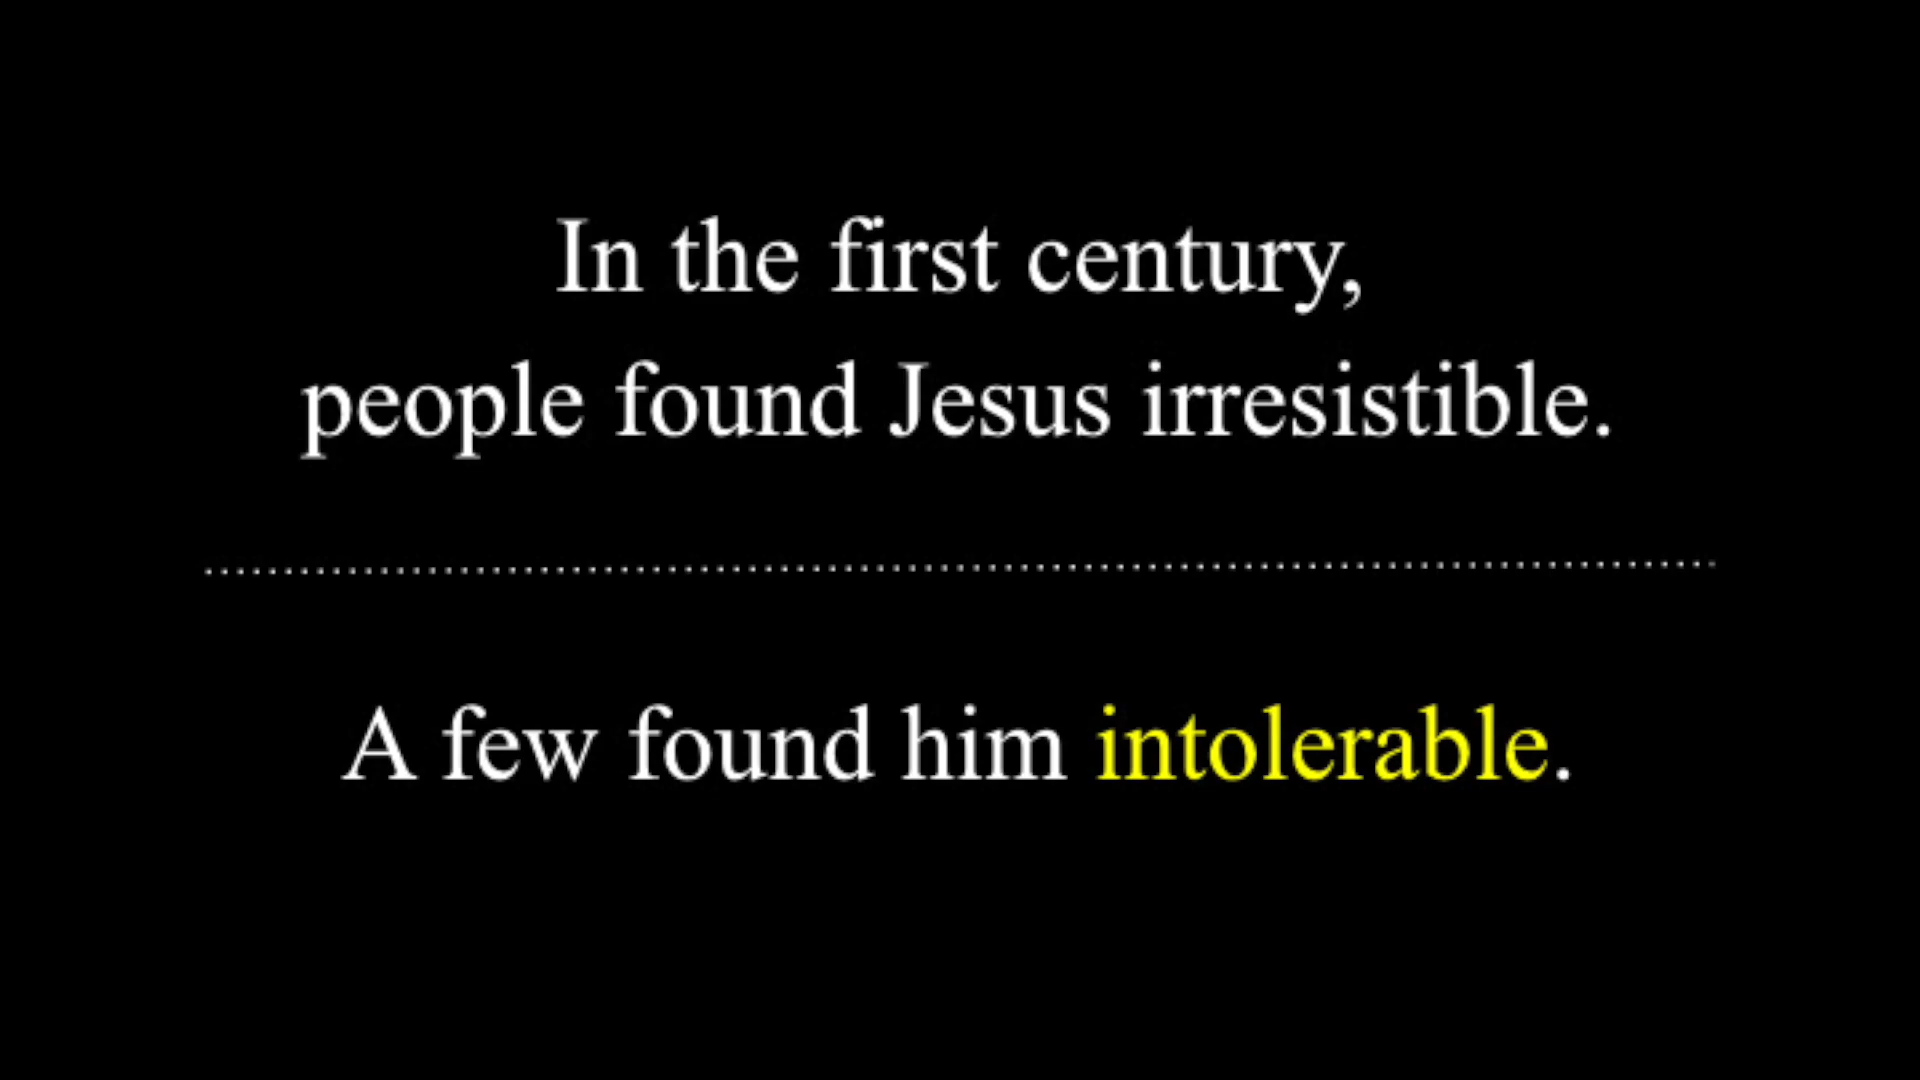 In the first century,
people found Jesus irresistible.
A few found him intolerable.